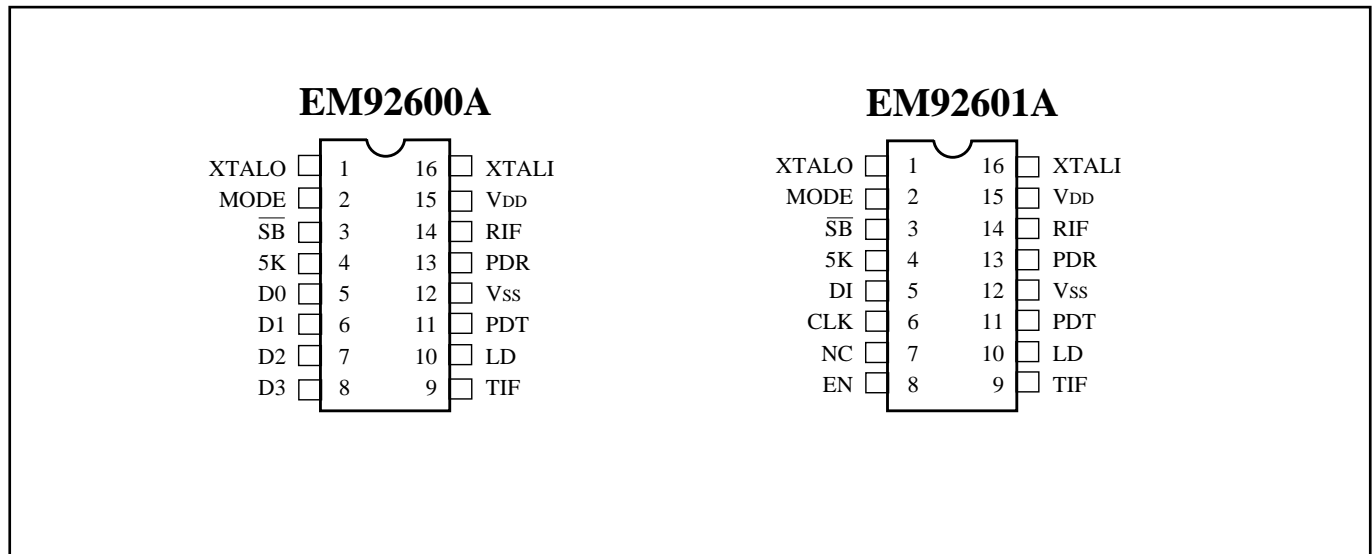 EM92600A
XTALO 1 16 XTALI
MODE 2 15 VDD
S̅B̅ 3 14 RIF
5K 4 13 PDR
D0 5 12 VSS
D1 6 11 PDT
D2 7 10 LD
D3 8 9 TIF
EM92601A
XTALO 1 16 XTALI
MODE 2 15 VDD
S̅B̅ 3 14 RIF
5K 4 13 PDR
DI 5 12 VSS
CLK 6 11 PDT
NC 7 10 LD
EN 8 9 TIF